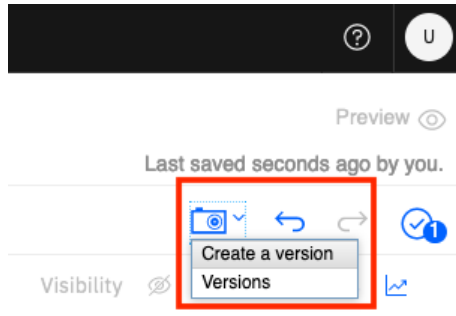 U
Preview
Last saved seconds ago by you.
1
Create a version
Versions
Visibility